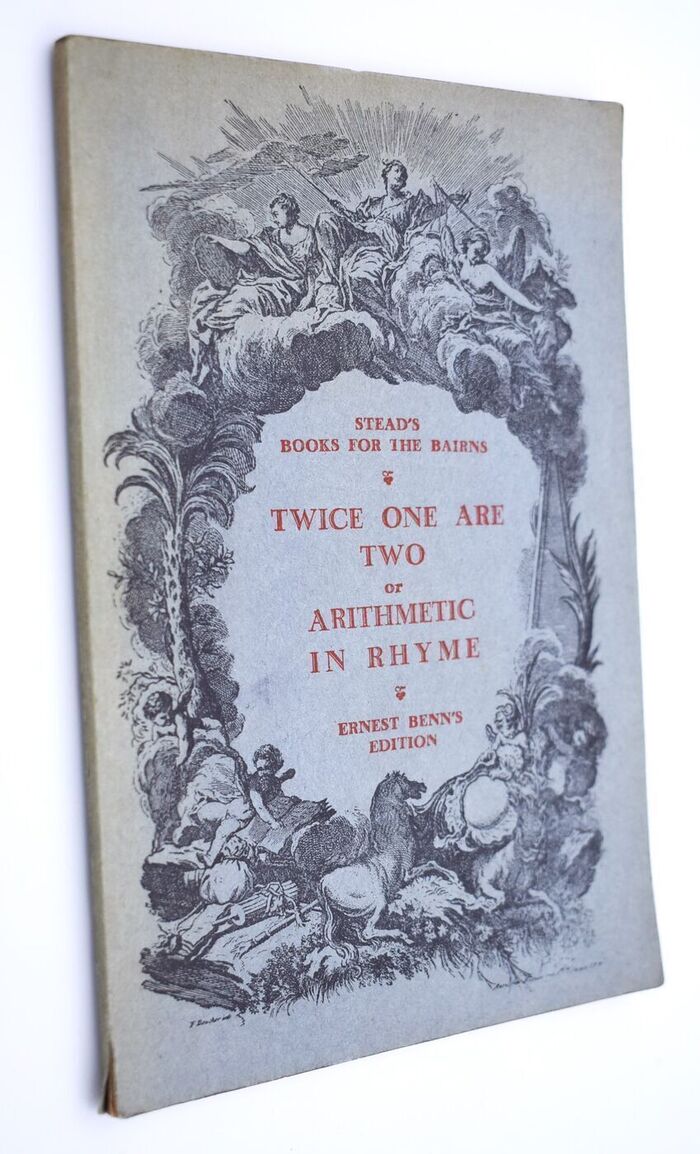 STEAD'S
BOOKS FOR THE BAIRNS
TWICE ONE ARE
TWO
or
ARITHMETIC
IN RHYME
ERNEST BENN'S
EDITION